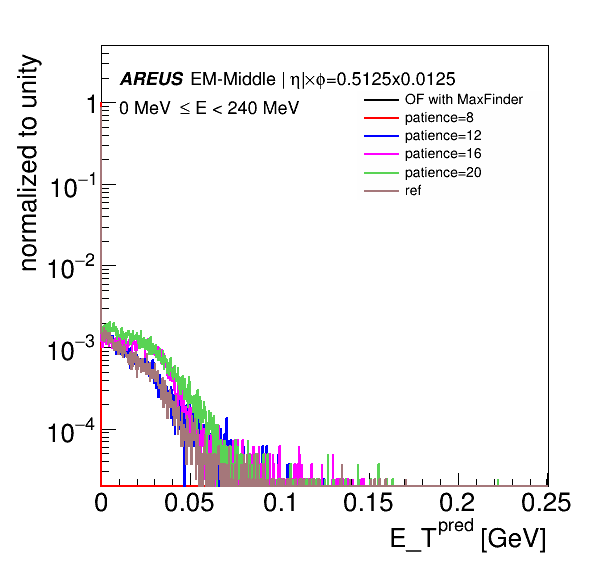 AREUS EM-Middle | η|×ϕ=0.5125x0.0125
0 MeV ≤ E < 240 MeV
OF with MaxFinder
patience=8
patience=12
patience=16
patience=20
ref
normalized to unity
1
10⁻¹
10⁻²
10⁻³
10⁻⁴
0 0.05 0.1 0.15 0.2 0.25
E_T^pred [GeV]